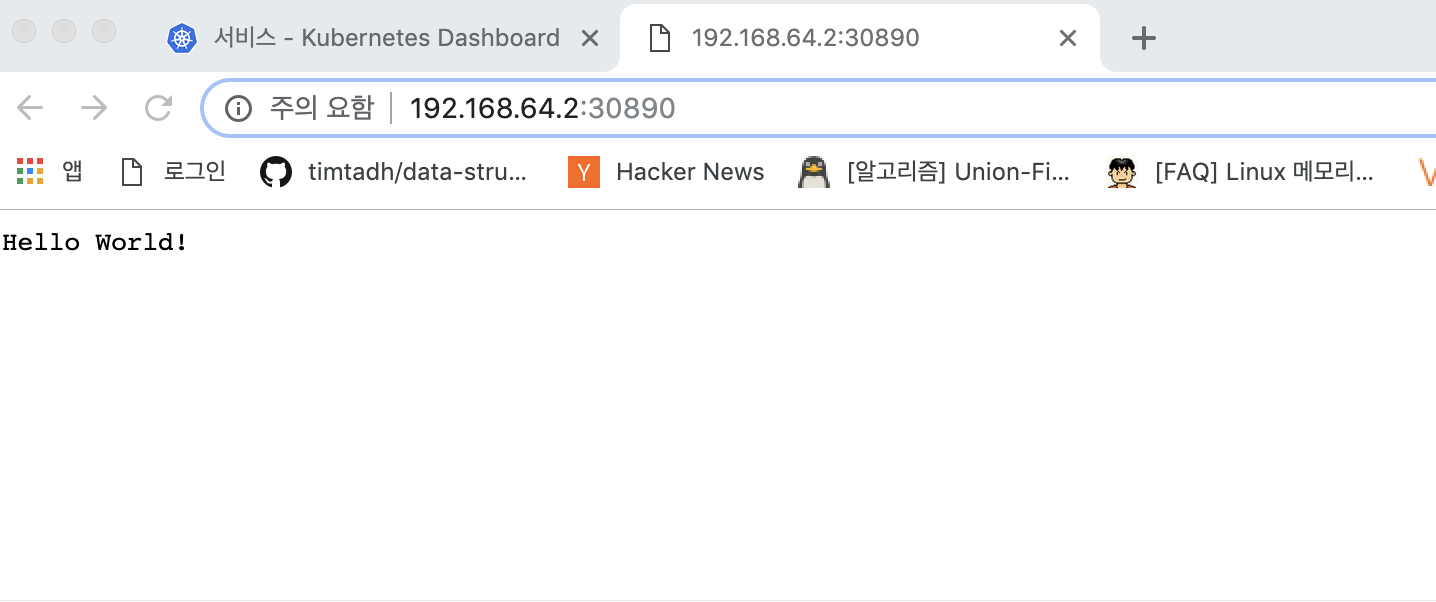 서비스 - Kubernetes Dashboard 192.168.64.2:30890
주의 요함 192.168.64.2:30890
앱 로그인 timtadh/data-stru... Y Hacker News [알고리즘] Union-Fi... [FAQ] Linux 메모리...
Hello World!